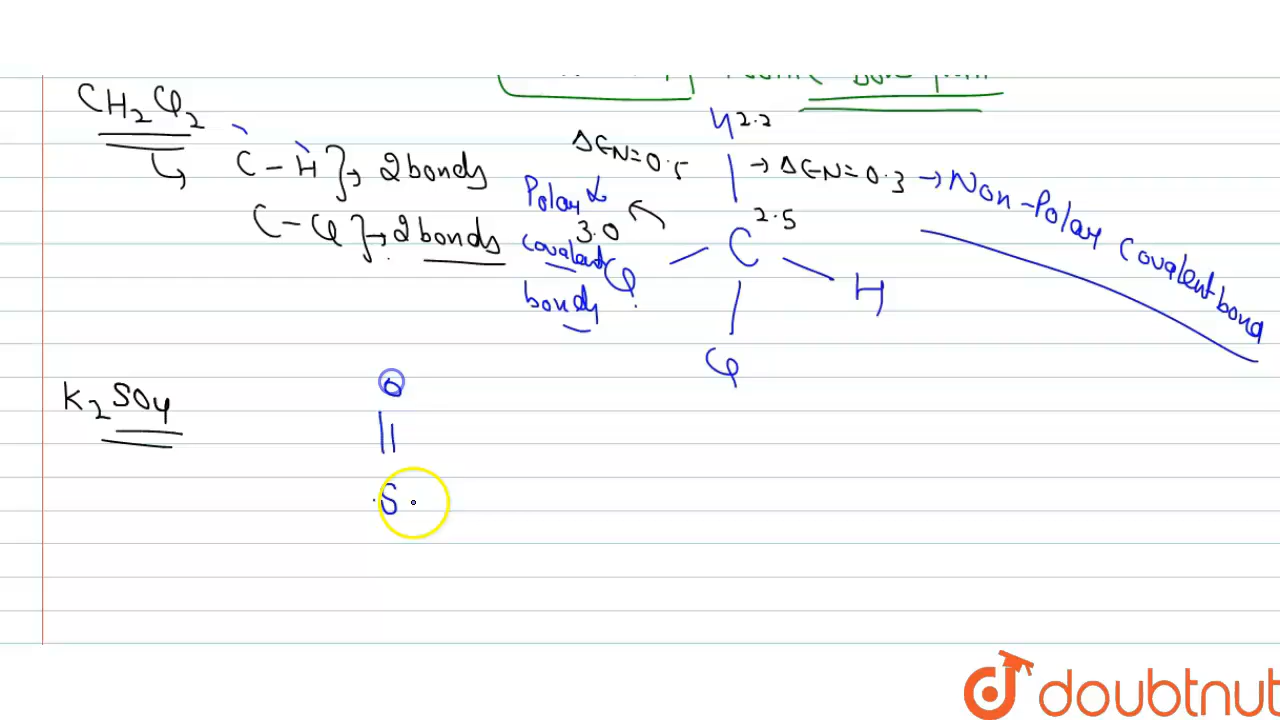 CH2Cl2
C - H } → 2 bonds
C - Cl } → 2 bonds
ΔEN = 0.5
Polar
covalent
bonds
H 2.2
→ ΔEN = 0.3 → Non-Polar Covalent bond
3.0
Cl
C 2.5
H
Cl
K2SO4
O
||
S
doubtnut